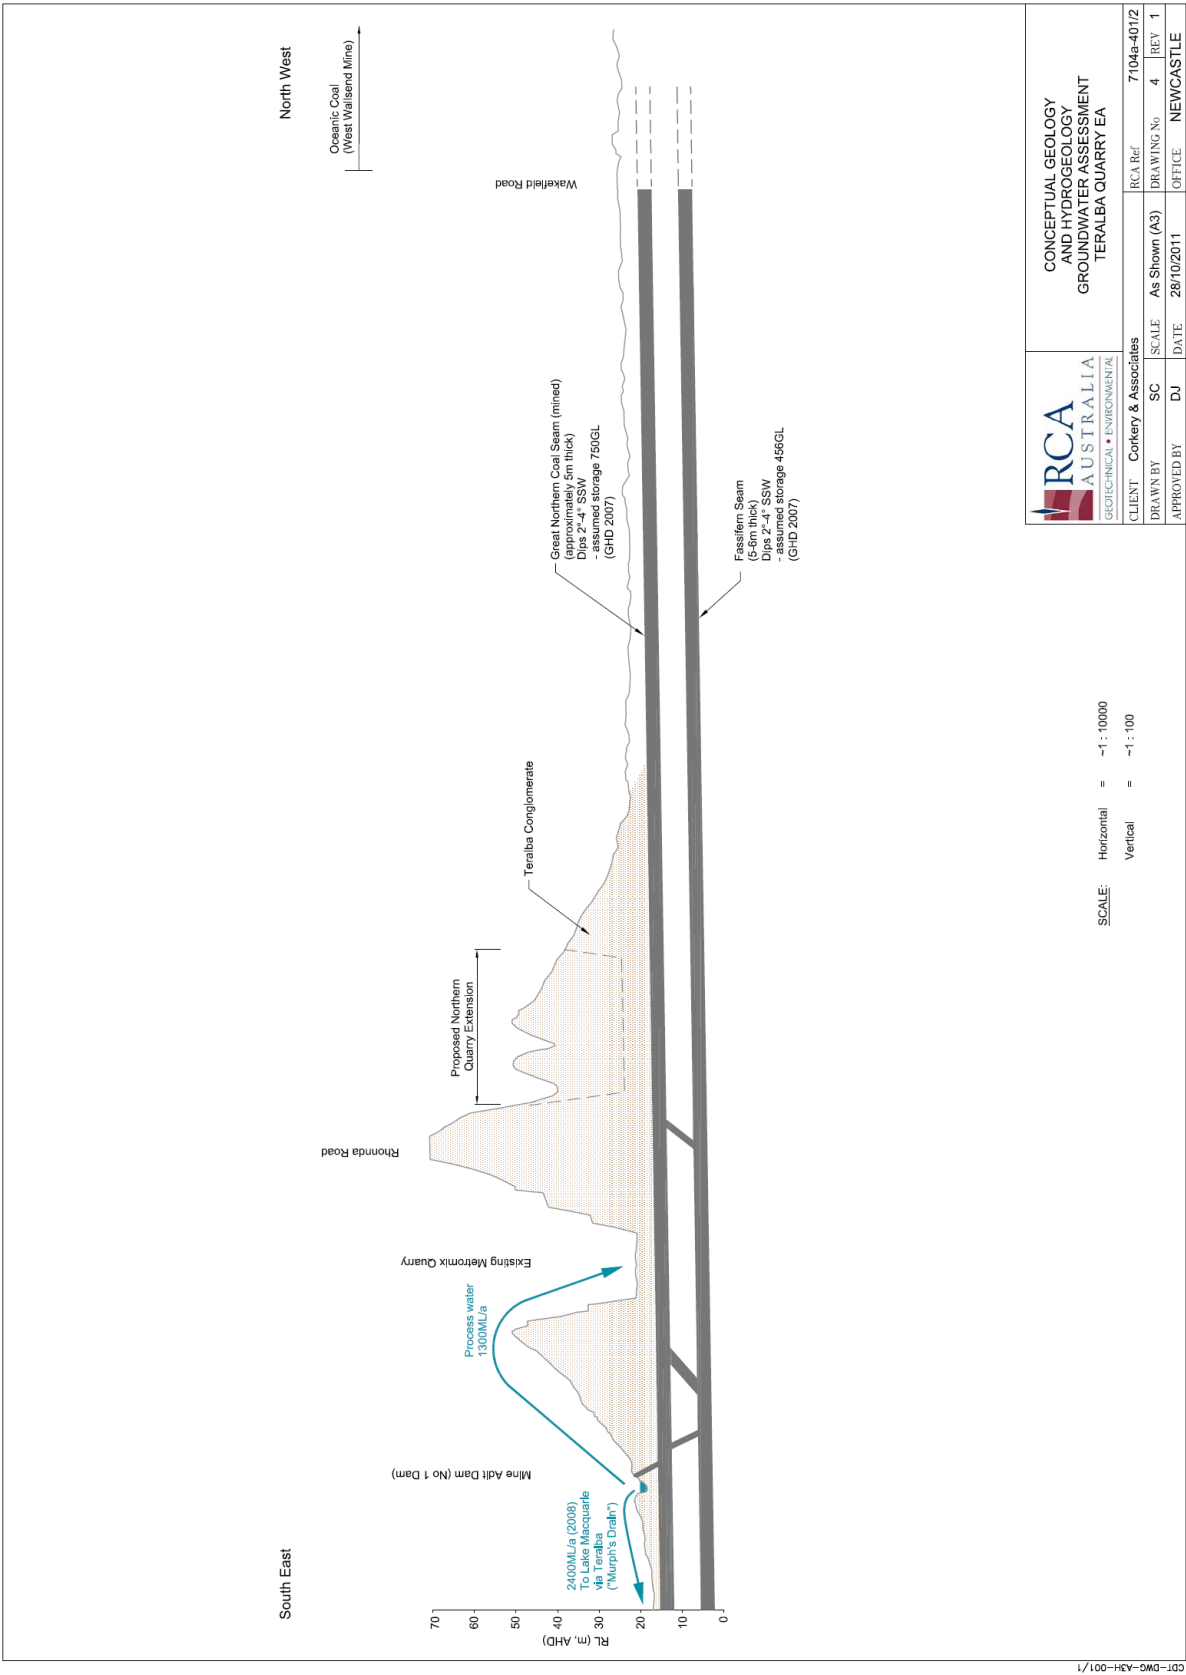 South East
North West
Oceanic Coal
(West Wallsend Mine)
Wakefield Road
Rhonnda Road
Proposed Northern
Quarry Extension
Teralba Conglomerate
Existing Metromix Quarry
Process water
1300ML/a
Mine Adit Dam (No 1 Dam)
2400ML/a (2008)
To Lake Macquarie
via Teralba
("Murph's Drain")
Great Northern Coal Seam (mined)
(approximately 5m thick)
Dips 2°-4° SSW
- assumed storage 750GL
(GHD 2007)
Fassifern Seam
(5-6m thick)
Dips 2°-4° SSW
- assumed storage 456GL
(GHD 2007)
RL (m, AHD)
70
60
50
40
30
20
10
0
SCALE: Horizontal = ~1 : 10000
Vertical = ~1 : 100
RCA
AUSTRALIA
GEOTECHNICAL • ENVIRONMENTAL
CONCEPTUAL GEOLOGY
AND HYDROGEOLOGY
GROUNDWATER ASSESSMENT
TERALBA QUARRY EA
CLIENT Corkery & Associates RCA Ref 7104a-401/2
DRAWN BY SC SCALE As Shown (A3) DRAWING No 4 REV 1
APPROVED BY DJ DATE 28/10/2011 OFFICE NEWCASTLE
CDT-DWG-A3H-001/1